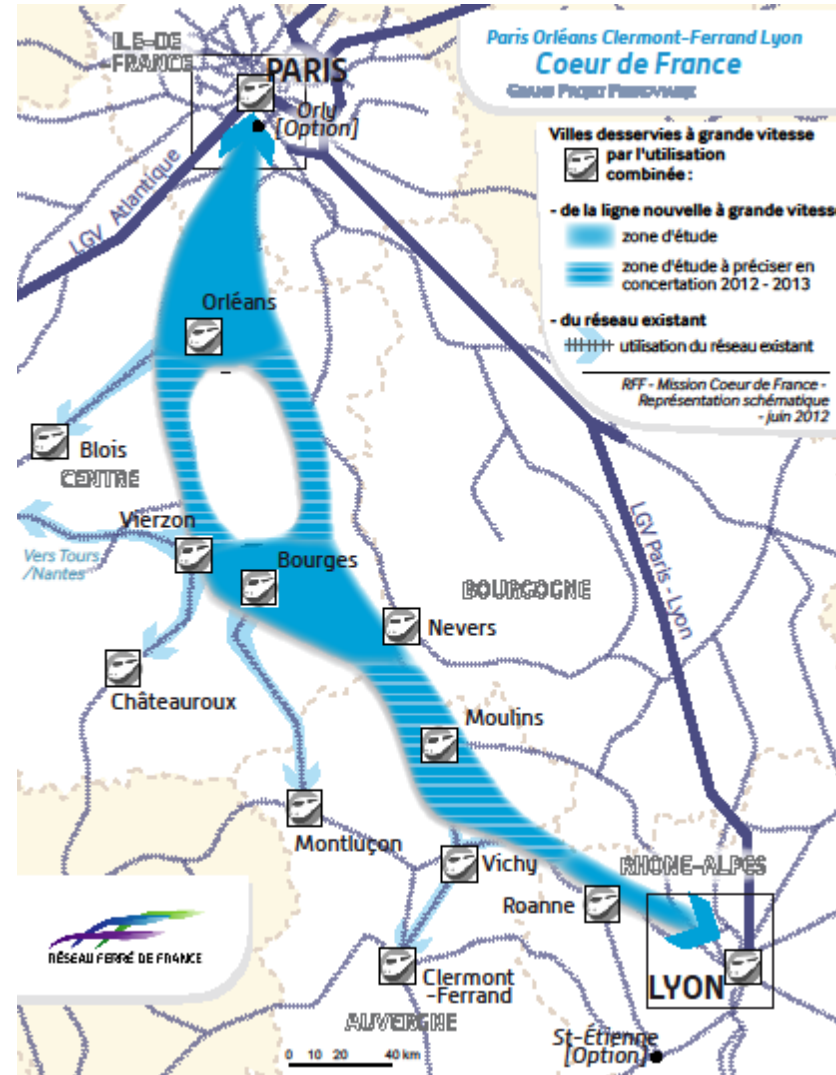 Paris Orléans Clermont-Ferrand Lyon
Coeur de France
GRAND PROJET FERROVIAIRE
Villes desservies à grande vitesse
par l'utilisation
combinée :
- de la ligne nouvelle à grande vitesse
zone d'étude
zone d'étude à préciser en
concertation 2012 - 2013
- du réseau existant
utilisation du réseau existant
RFF - Mission Coeur de France -
Représentation schématique
- juin 2012
ILE-DE
-FRANCE
PARIS
Orly
[Option]
LGV Atlantique
Orléans
Blois
CENTRE
Vierzon
Vers Tours
/Nantes
Bourges
BOURGOGNE
LGV Paris - Lyon
Nevers
Châteauroux
Moulins
Montluçon
Vichy
RHONE-ALPES
Roanne
RÉSEAU FERRÉ DE FRANCE
Clermont
-Ferrand
LYON
AUVERGNE
St-Étienne
[Option]
0 10 20 40 km